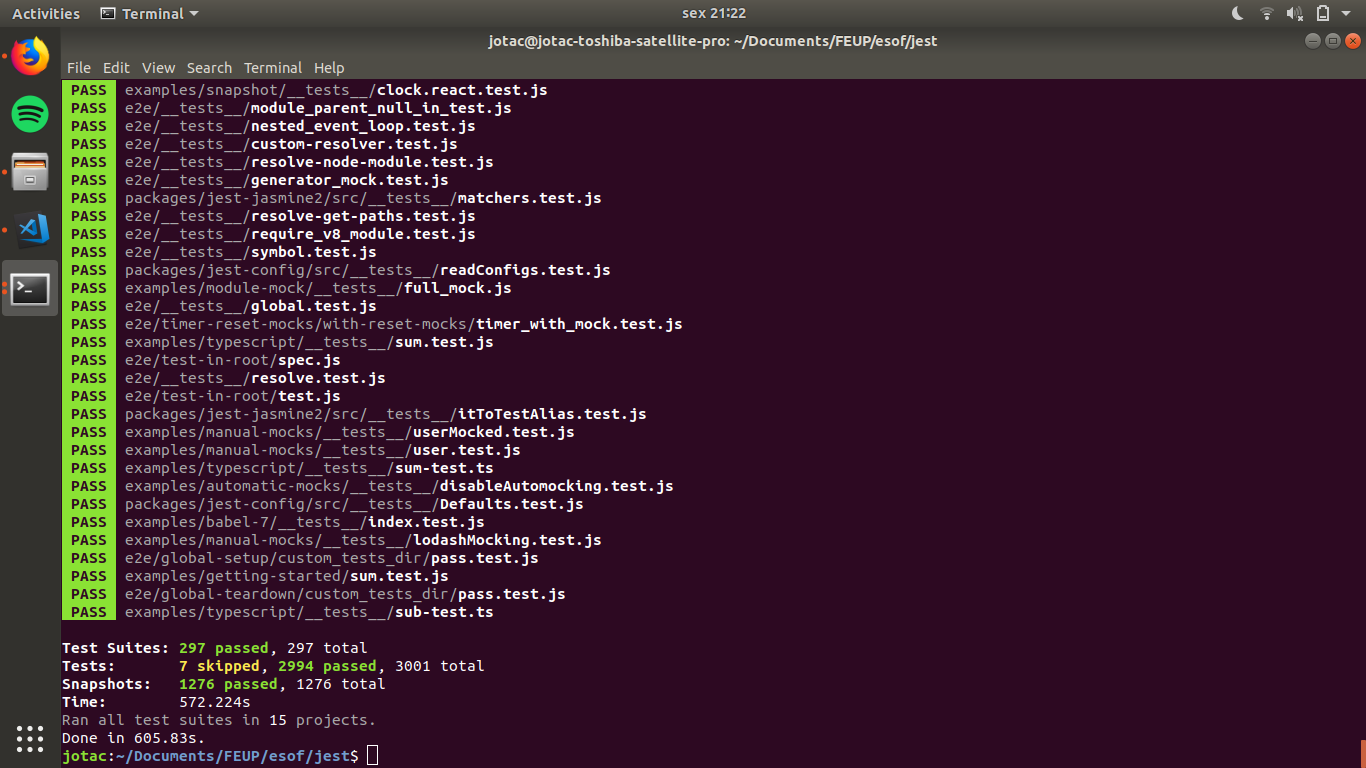 Activities Terminal sex 21:22
jotac@jotac-toshiba-satellite-pro: ~/Documents/FEUP/esof/jest
File Edit View Search Terminal Help
PASS examples/snapshot/__tests__/clock.react.test.js
PASS e2e/__tests__/module_parent_null_in_test.js
PASS e2e/__tests__/nested_event_loop.test.js
PASS e2e/__tests__/custom-resolver.test.js
PASS e2e/__tests__/resolve-node-module.test.js
PASS e2e/__tests__/generator_mock.test.js
PASS packages/jest-jasmine2/src/__tests__/matchers.test.js
PASS e2e/__tests__/resolve-get-paths.test.js
PASS e2e/__tests__/require_v8_module.test.js
PASS e2e/__tests__/symbol.test.js
PASS packages/jest-config/src/__tests__/readConfigs.test.js
PASS examples/module-mock/__tests__/full_mock.js
PASS e2e/__tests__/global.test.js
PASS e2e/timer-reset-mocks/with-reset-mocks/timer_with_mock.test.js
PASS examples/typescript/__tests__/sum.test.js
PASS e2e/test-in-root/spec.js
PASS e2e/__tests__/resolve.test.js
PASS e2e/test-in-root/test.js
PASS packages/jest-jasmine2/src/__tests__/itToTestAlias.test.js
PASS examples/manual-mocks/__tests__/userMocked.test.js
PASS examples/manual-mocks/__tests__/user.test.js
PASS examples/typescript/__tests__/sum-test.ts
PASS examples/automatic-mocks/__tests__/disableAutomocking.test.js
PASS packages/jest-config/src/__tests__/Defaults.test.js
PASS examples/babel-7/__tests__/index.test.js
PASS examples/manual-mocks/__tests__/lodashMocking.test.js
PASS e2e/global-setup/custom_tests_dir/pass.test.js
PASS examples/getting-started/sum.test.js
PASS e2e/global-teardown/custom_tests_dir/pass.test.js
PASS examples/typescript/__tests__/sub-test.ts
Test Suites: 297 passed, 297 total
Tests: 7 skipped, 2994 passed, 3001 total
Snapshots: 1276 passed, 1276 total
Time: 572.224s
Ran all test suites in 15 projects.
Done in 605.83s.
jotac:~/Documents/FEUP/esof/jest$